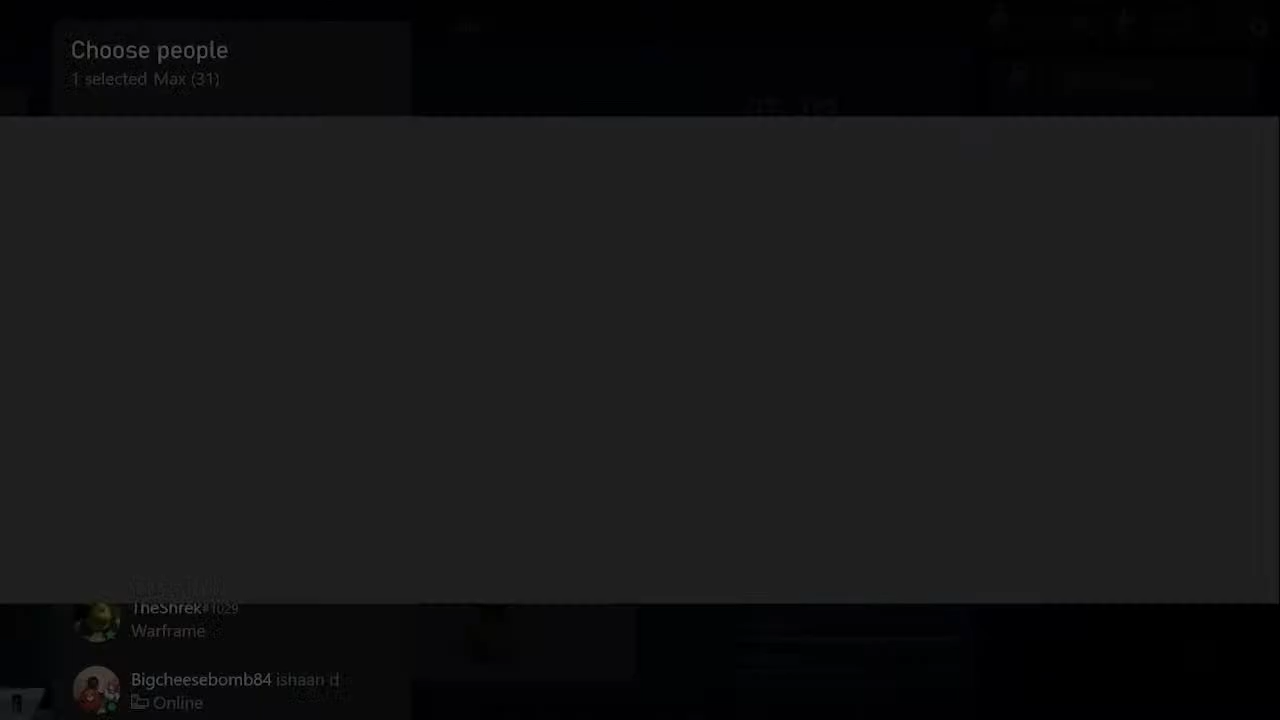 Choose people
1 selected Max (31)
TheShrek#1029
Warframe
Bigcheesebomb84 ishaan d
Online